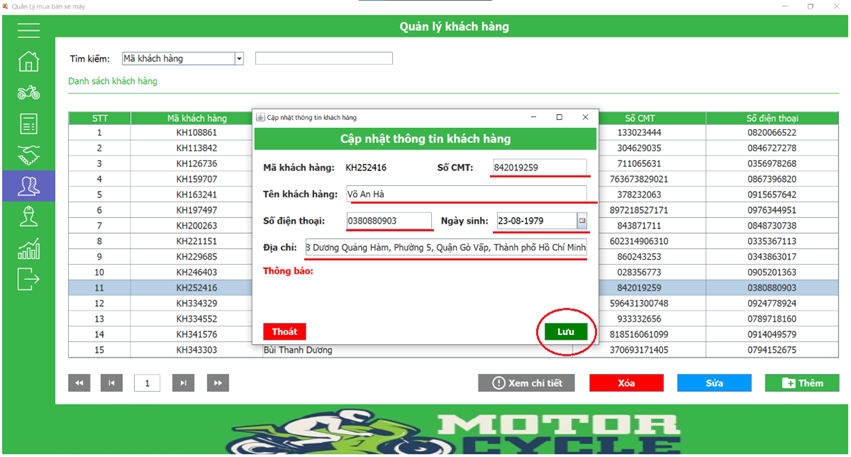 Quản Lý mua bán xe máy
Quản lý khách hàng
Tìm kiếm: Mã khách hàng
Danh sách khách hàng
STT Mã khách hàng Số CMT Số điện thoại
1 KH108861 133023444 0820066522
2 KH113842 304629035 0846727278
3 KH126736 711065631 0356978268
4 KH159707 763673829021 0867396820
5 KH163241 378232063 0915657642
6 KH197497 897218527171 0976344951
7 KH200263 843871711 0848730738
8 KH221151 602314906310 0335367113
9 KH229685 860243253 0343863017
10 KH246403 028356773 0905201363
11 KH252416 842019259 0380880903
12 KH334329 596431300748 0924778924
13 KH334552 933332656 0789718160
14 KH341576 818516061099 0914049579
15 KH343303 Bùi Thanh Dương 370693171405 0794152675
Cập nhật thông tin khách hàng
Cập nhật thông tin khách hàng
Mã khách hàng: KH252416 Số CMT: 842019259
Tên khách hàng: Võ An Hà
Số điện thoại: 0380880903 Ngày sinh: 23-08-1979
Địa chỉ: 3 Dương Quảng Hàm, Phường 5, Quận Gò Vấp, Thành phố Hồ Chí Minh
Thông báo:
Thoát Lưu
1 Xem chi tiết Xóa Sửa Thêm
MOTOR
CYCLE